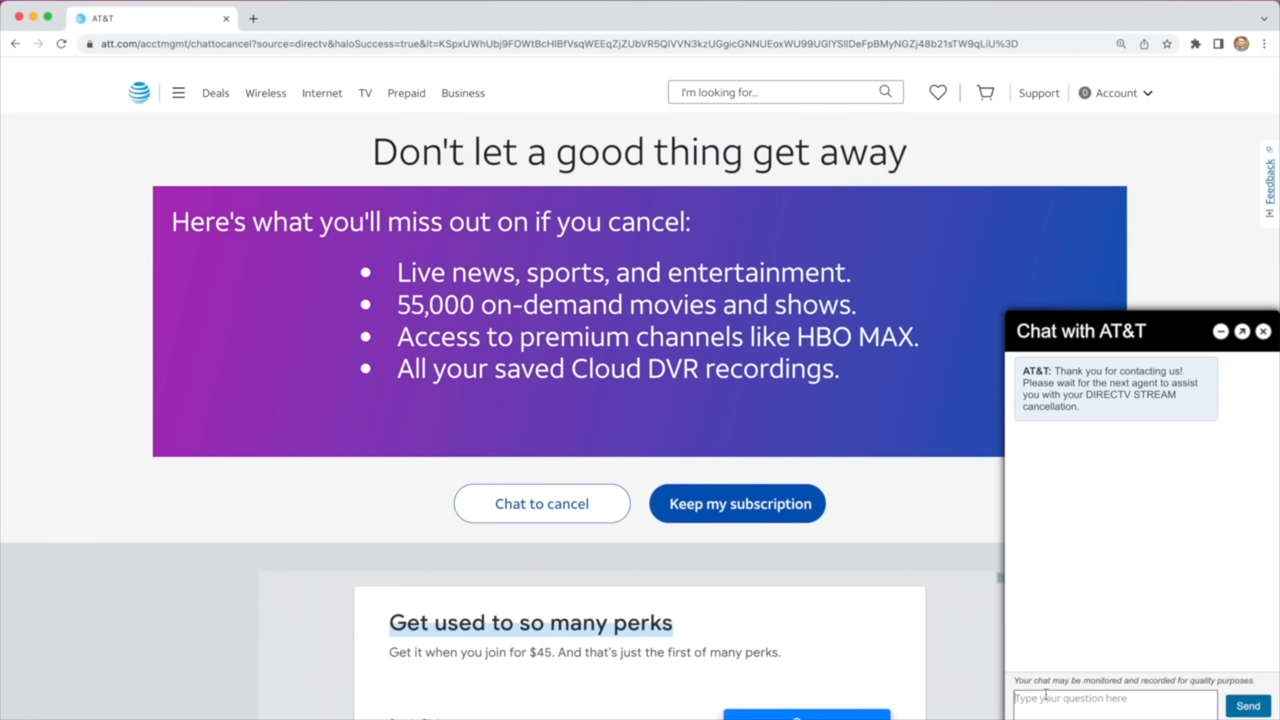 AT&T
att.com/acctmgmt/chattocancel?source=directv&haloSuccess=true&lt=KSpxUWhUbj9FOWtBcHlBfVsqWEEqZjZUbVR5QlVVN3kzUGgicGNNUEoxWU99UGlYSllDeFpBMyNGZj48b21sTW9qLiU%3D
Deals Wireless Internet TV Prepaid Business
I'm looking for...
Support
0 Account
Don't let a good thing get away
[+] Feedback
Here's what you'll miss out on if you cancel:
• Live news, sports, and entertainment.
• 55,000 on-demand movies and shows.
• Access to premium channels like HBO MAX.
• All your saved Cloud DVR recordings.
Chat to cancel
Keep my subscription
Get used to so many perks
Get it when you join for $45. And that's just the first of many perks.
Chat with AT&T
AT&T: Thank you for contacting us!
Please wait for the next agent to assist
you with your DIRECTV STREAM
cancellation.
Your chat may be monitored and recorded for quality purposes.
Type your question here
Send